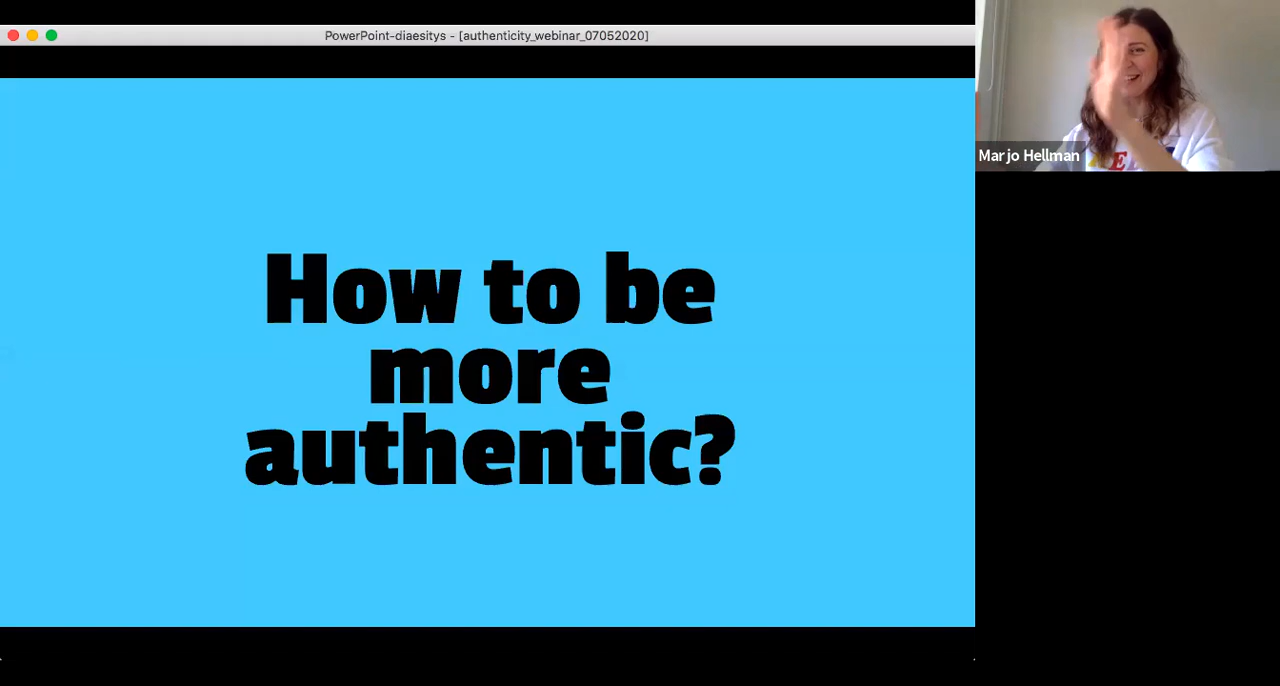 PowerPoint-diaesitys - [authenticity_webinar_07052020]
How to be
more
authentic?
Marjo Hellman